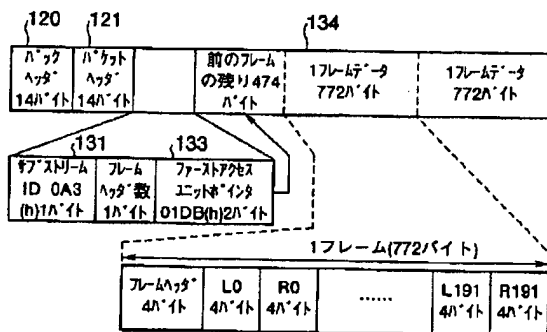 120
121
134
ﾊﾟｯｸ
ﾍｯﾀﾞ
14ﾊﾞｲﾄ
ﾊﾟｹｯﾄ
ﾍｯﾀﾞ
14ﾊﾞｲﾄ
前のﾌﾚｰﾑ
の残り474
ﾊﾞｲﾄ
1ﾌﾚｰﾑﾃﾞｰﾀ
772ﾊﾞｲﾄ
1ﾌﾚｰﾑﾃﾞｰﾀ
772ﾊﾞｲﾄ
131
133
ｻﾌﾞｽﾄﾘｰﾑ
ID 0A3
(h)1ﾊﾞｲﾄ
ﾌﾚｰﾑ
ﾍｯﾀﾞ数
1ﾊﾞｲﾄ
ﾌｧｰｽﾄｱｸｾｽ
ﾕﾆｯﾄﾎﾟｲﾝﾀ
01DB(h)2ﾊﾞｲﾄ
1ﾌﾚｰﾑ(772ﾊﾞｲﾄ)
ﾌﾚｰﾑﾍｯﾀﾞ
4ﾊﾞｲﾄ
L0
4ﾊﾞｲﾄ
R0
4ﾊﾞｲﾄ
……
L191
4ﾊﾞｲﾄ
R191
4ﾊﾞｲﾄ